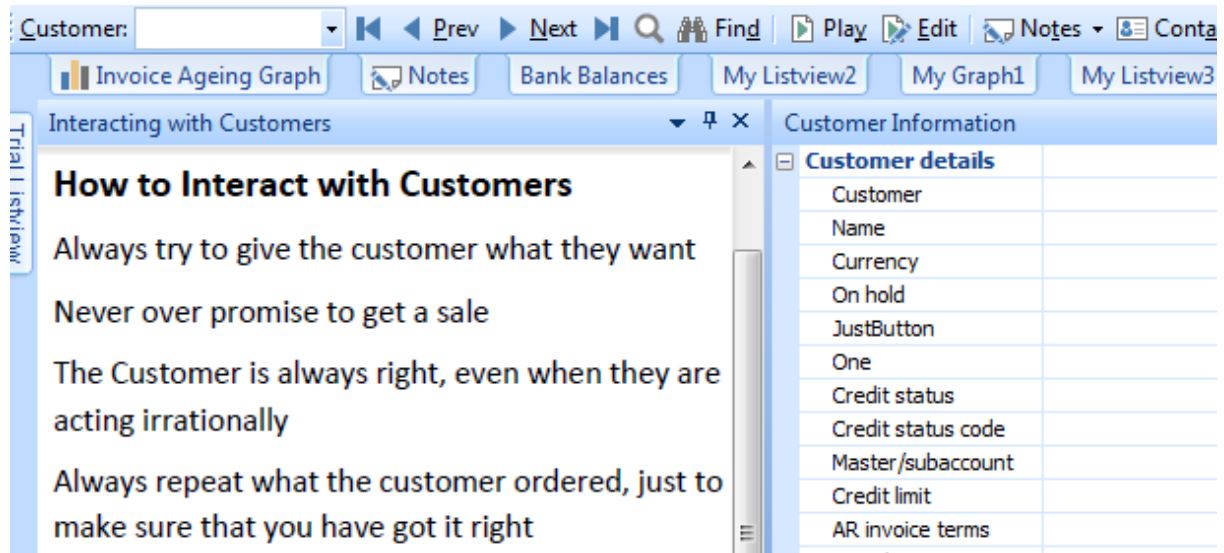 Customer:
Prev
Next
Find
Play
Edit
Notes
Invoice Ageing Graph
Notes
Bank Balances
My Listview2
My Graph1
My Listview3
Trial Listview
Interacting with Customers
How to Interact with Customers
Always try to give the customer what they want
Never over promise to get a sale
The Customer is always right, even when they are
acting irrationally
Always repeat what the customer ordered, just to
make sure that you have got it right
Customer Information
Customer details
Customer
Name
Currency
On hold
JustButton
One
Credit status
Credit status code
Master/subaccount
Credit limit
AR invoice terms